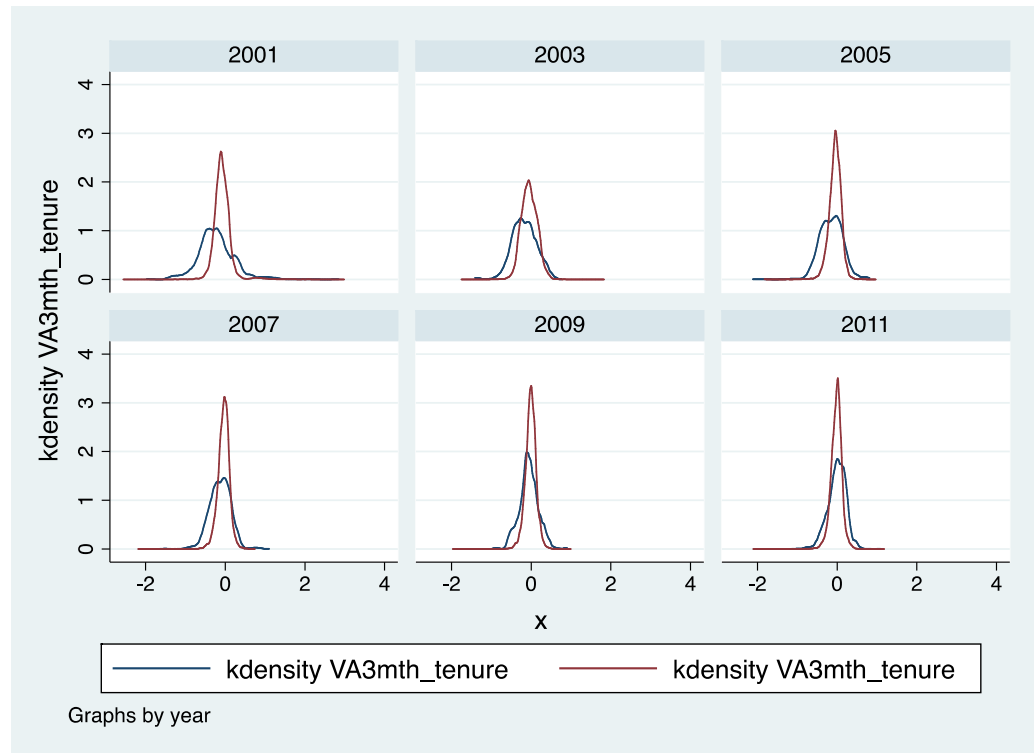 2001 2003 2005
4
3
2
1
0
2007 2009 2011
4
3
2
1
0
-2 0 2 4 -2 0 2 4 -2 0 2 4
kdensity VA3mth_tenure
x
kdensity VA3mth_tenure kdensity VA3mth_tenure
Graphs by year